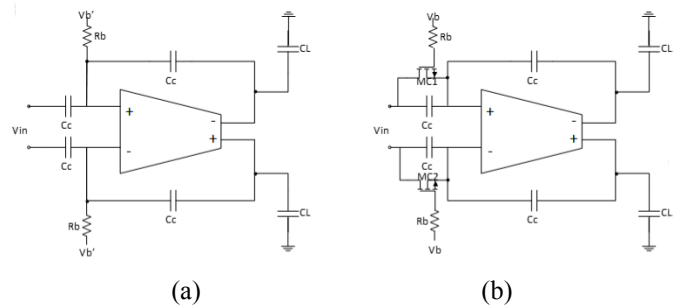 Vb'
Rb
Cc
CL
Cc
+
-
Vin
-
+
Cc
Cc
Rb
Vb'
CL
(a)
Vb
Rb
MC1
Cc
CL
Cc
+
-
Vin
-
+
Cc
MC2
Cc
Rb
Vb
CL
(b)